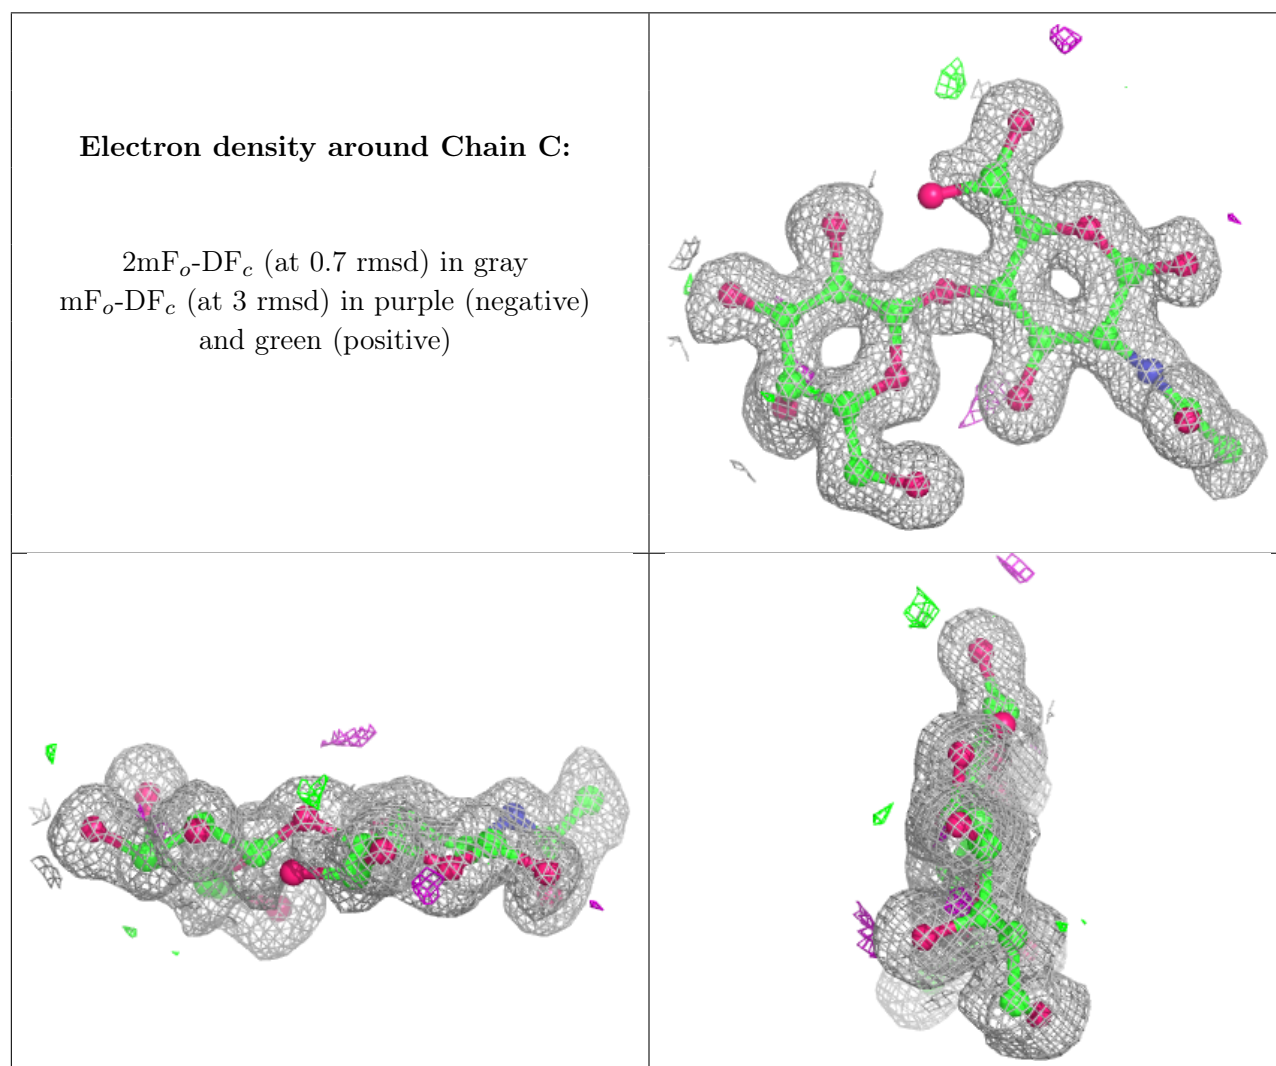 Electron density around Chain C:
2mFo-DFc (at 0.7 rmsd) in gray
mFo-DFc (at 3 rmsd) in purple (negative)
and green (positive)